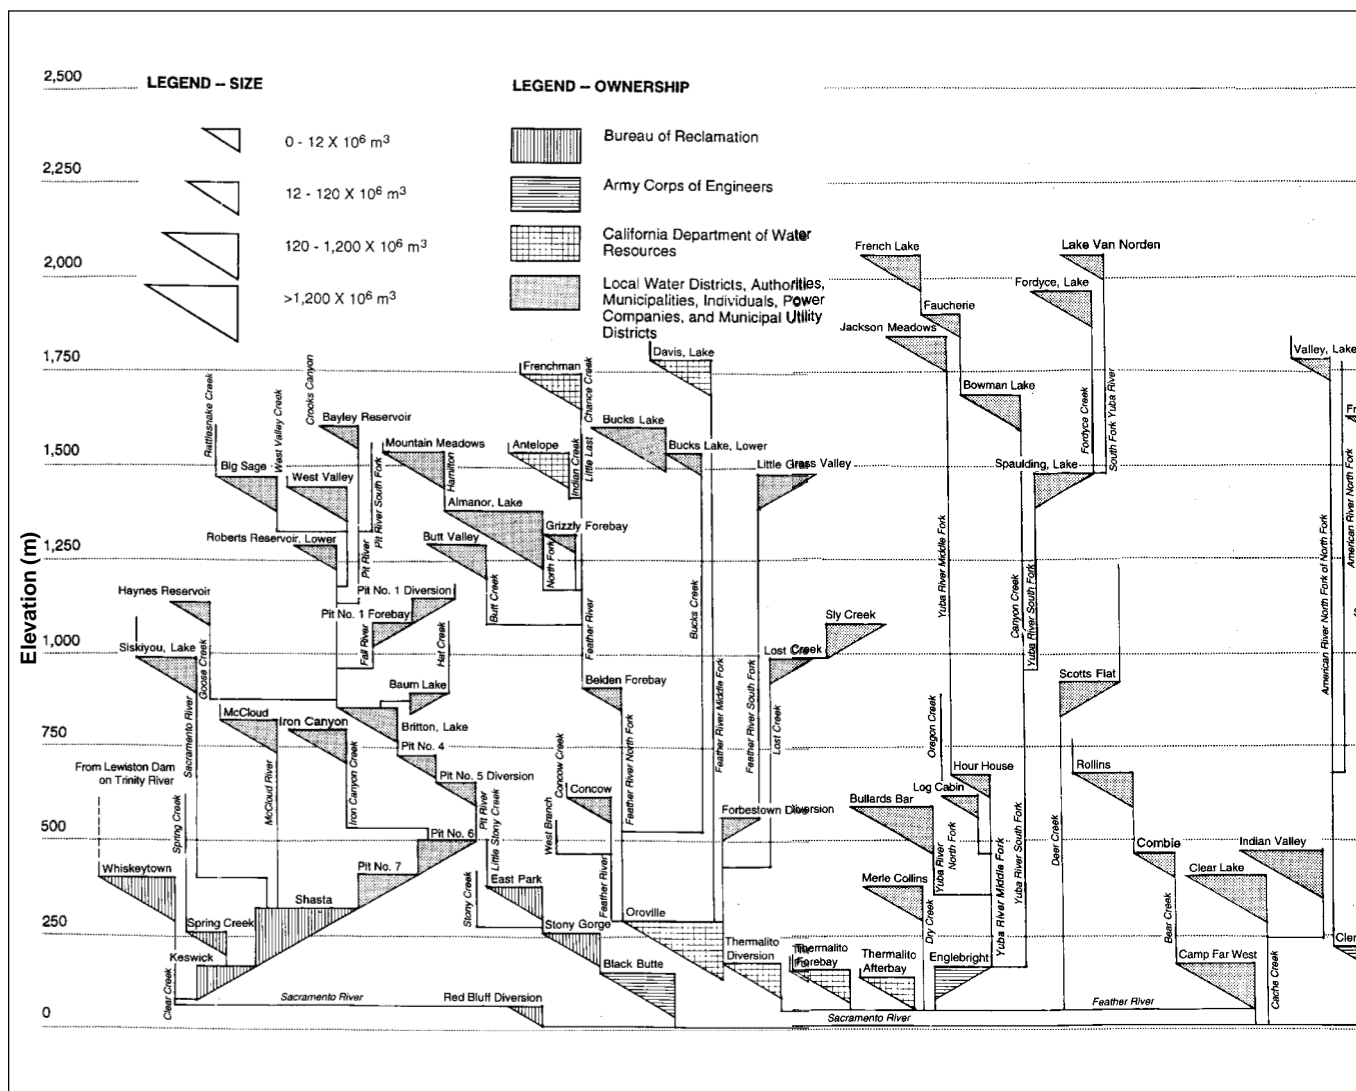 2,500
LEGEND -- SIZE
LEGEND -- OWNERSHIP
0 - 12 X 10⁶ m³
Bureau of Reclamation
2,250
12 - 120 X 10⁶ m³
Army Corps of Engineers
120 - 1,200 X 10⁶ m³
California Department of Water
Resources
2,000
>1,200 X 10⁶ m³
Local Water Districts, Authorities,
Municipalities, Individuals, Power
Companies, and Municipal Utility
Districts
French Lake
Lake Van Norden
Fordyce, Lake
Faucherie
Jackson Meadows
1,750
Elevation (m)
Rattlesnake Creek
West Valley Creek
Crooks Canyon
Frenchman
Chance Creek
Little Last
Davis, Lake
Valley, Lake
Bowman Lake
Fordyce Creek
South Fork Yuba River
Fr
Bayley Reservoir
Bucks Lake
1,500
Big Sage
West Valley
Pit River South Fork
Mountain Meadows
Hamilton
Antelope
Indian Creek
Bucks Lake, Lower
Little Grass Valley
Spaulding, Lake
Almanor, Lake
Grizzly Forebay
American River North Fork
American River North Fork of North Fork
1,250
Roberts Reservoir, Lower
Pit River
Butt Valley
North Fork
Yuba River Middle Fork
Canyon Creek
Yuba River South Fork
Haynes Reservoir
Pit No. 1 Diversion
Butt Creek
Bucks Creek
Pit No. 1 Forebay
Sly Creek
1,000
Siskiyou, Lake
Goose Creek
Fall River
Hat Creek
Feather River
Lost Creek
Baum Lake
Belden Forebay
Scotts Flat
McCloud
Iron Canyon
Britton, Lake
Sacramento River
Feather River Middle Fork
Feather River South Fork
Lost Creek
Oregon Creek
750
Pit No. 4
From Lewiston Dam
on Trinity River
McCloud River
Iron Canyon Creek
Pit No. 5 Diversion
Pit River
Little Stony Creek
Concow Creek
Concow
Feather River North Fork
Hour House
Log Cabin
Rollins
Spring Creek
West Branch
Forbestown Diversion
Bullards Bar
500
Pit No. 6
Yuba River
North Fork
Yuba River Middle Fork
Yuba River South Fork
Deer Creek
Combie
Indian Valley
Whiskeytown
Pit No. 7
Stony Creek
East Park
Feather River
Merle Collins
Clear Lake
Shasta
Oroville
Dry Creek
Bear Creek
250
Spring Creek
Stony Gorge
Thermalito
Diversion
Thermalito
Forebay
Thermalito
Afterbay
Englebright
Camp Far West
Cler
Keswick
Black Butte
Clear Creek
Cache Creek
Sacramento River
Red Bluff Diversion
Feather River
0
Sacramento River